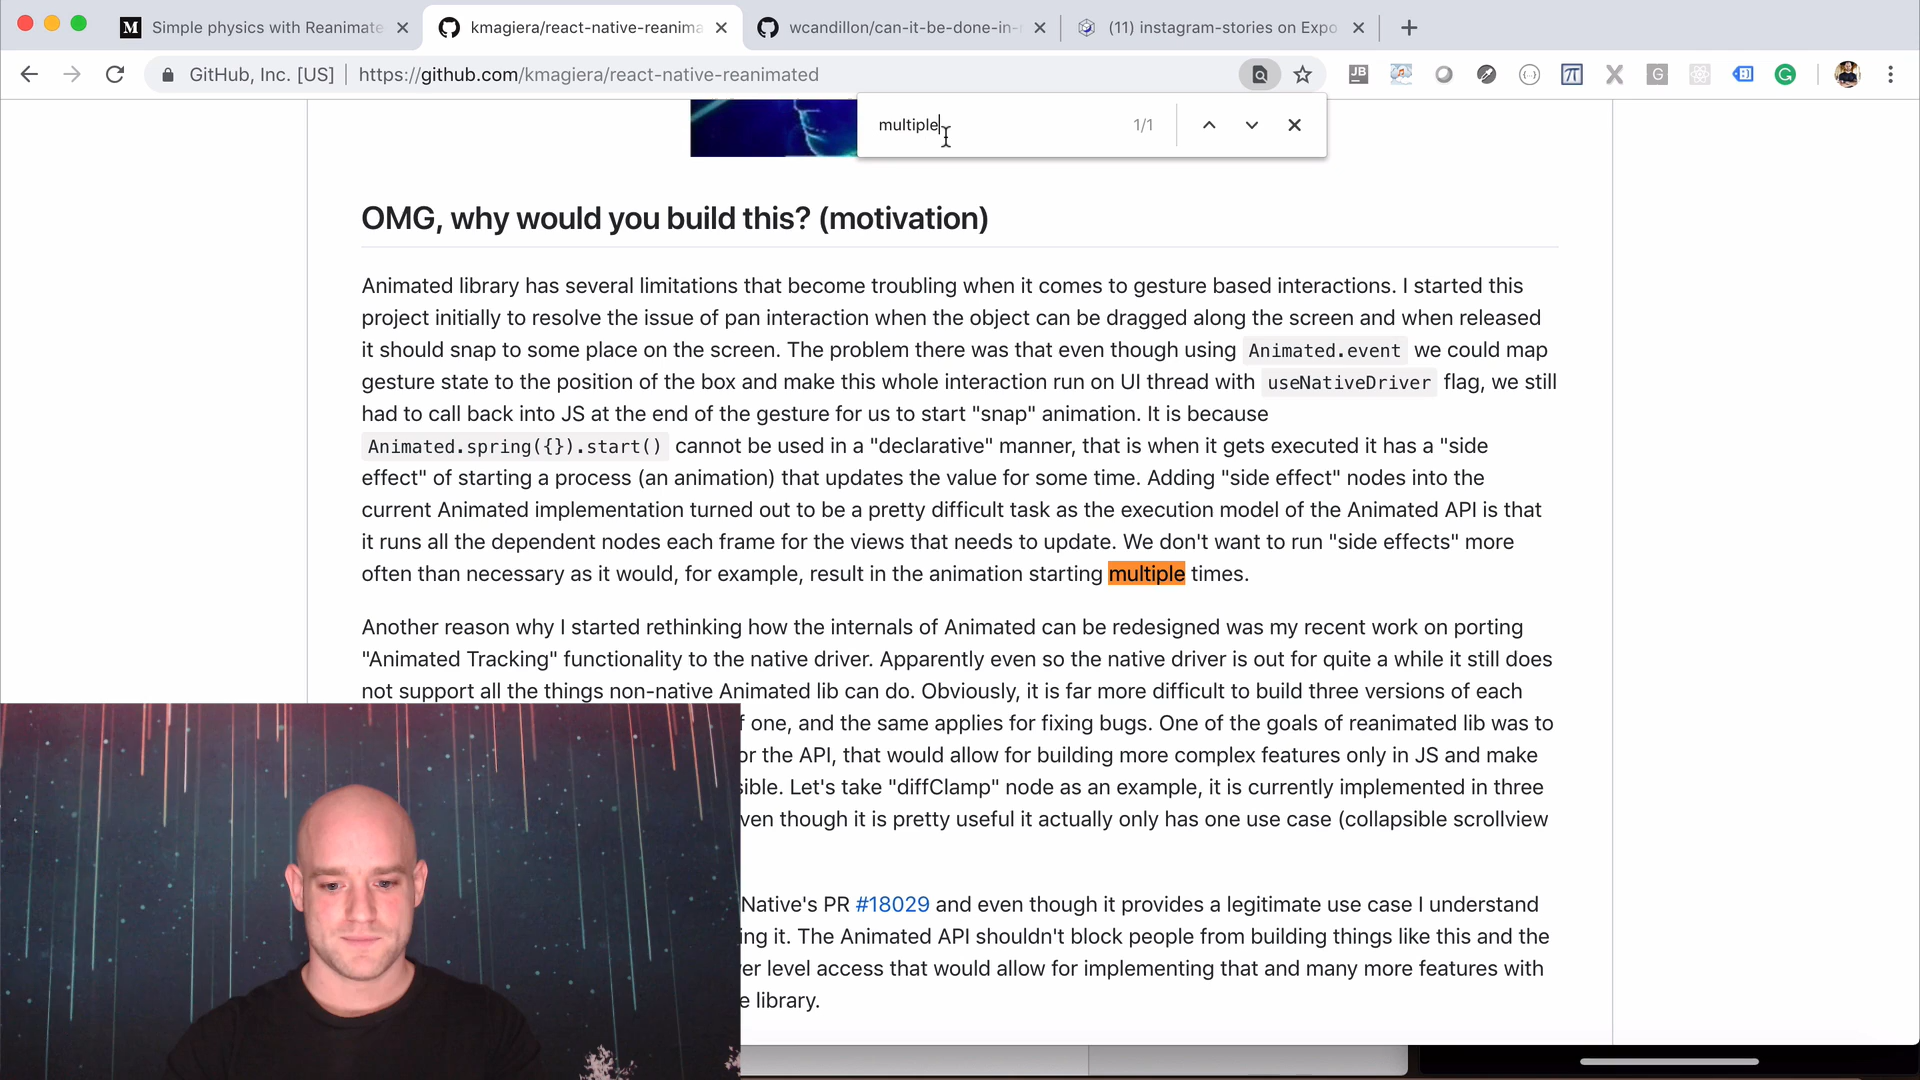 Simple physics with Reanimate
kmagiera/react-native-reanima
wcandillon/can-it-be-done-in-
(11) instagram-stories on Expo
GitHub, Inc. [US]
https://github.com/kmagiera/react-native-reanimated
multiple
1/1
OMG, why would you build this? (motivation)
Animated library has several limitations that become troubling when it comes to gesture based interactions. I started this
project initially to resolve the issue of pan interaction when the object can be dragged along the screen and when released
it should snap to some place on the screen. The problem there was that even though using Animated.event we could map
gesture state to the position of the box and make this whole interaction run on UI thread with useNativeDriver flag, we still
had to call back into JS at the end of the gesture for us to start "snap" animation. It is because
Animated.spring({}).start() cannot be used in a "declarative" manner, that is when it gets executed it has a "side
effect" of starting a process (an animation) that updates the value for some time. Adding "side effect" nodes into the
current Animated implementation turned out to be a pretty difficult task as the execution model of the Animated API is that
it runs all the dependent nodes each frame for the views that needs to update. We don't want to run "side effects" more
often than necessary as it would, for example, result in the animation starting multiple times.
Another reason why I started rethinking how the internals of Animated can be redesigned was my recent work on porting
"Animated Tracking" functionality to the native driver. Apparently even so the native driver is out for quite a while it still does
not support all the things non-native Animated lib can do. Obviously, it is far more difficult to build three versions of each
f one, and the same applies for fixing bugs. One of the goals of reanimated lib was to
or the API, that would allow for building more complex features only in JS and make
sible. Let's take "diffClamp" node as an example, it is currently implemented in three
ven though it is pretty useful it actually only has one use case (collapsible scrollview
Native's PR #18029 and even though it provides a legitimate use case I understand
ing it. The Animated API shouldn't block people from building things like this and the
er level access that would allow for implementing that and many more features with
e library.